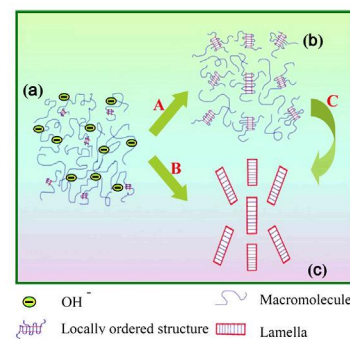 (a)
A
B
(b)
C
(c)
OH -
Macromolecule
Locally ordered structure
Lamella